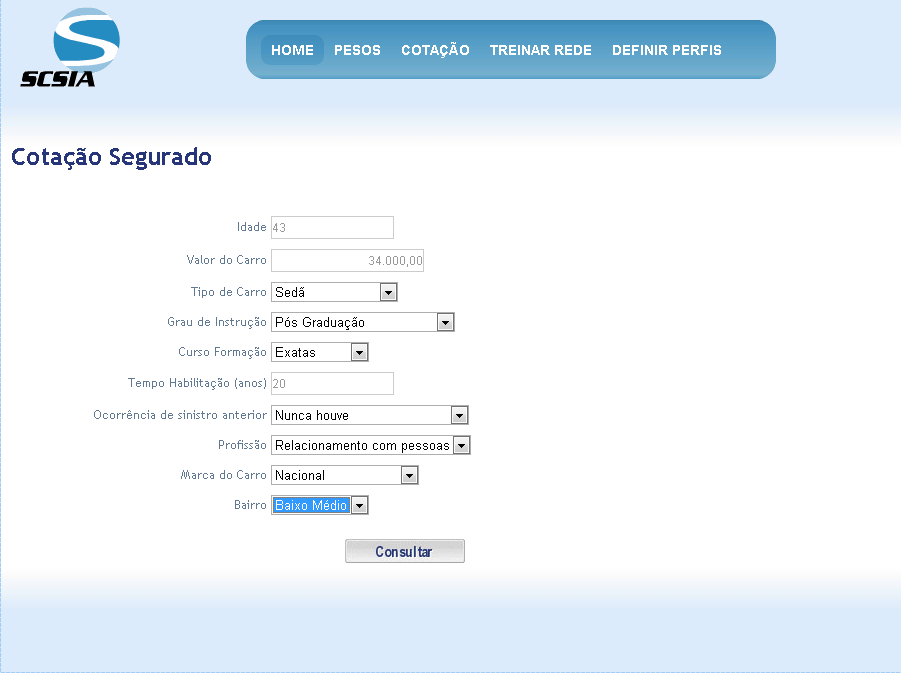 SCSIA
HOME PESOS COTAÇÃO TREINAR REDE DEFINIR PERFIS
Cotação Segurado
Idade 43
Valor do Carro 34.000,00
Tipo de Carro Sedã
Grau de Instrução Pós Graduação
Curso Formação Exatas
Tempo Habilitação (anos) 20
Ocorrência de sinistro anterior Nunca houve
Profissão Relacionamento com pessoas
Marca do Carro Nacional
Bairro Baixo Médio
Consultar